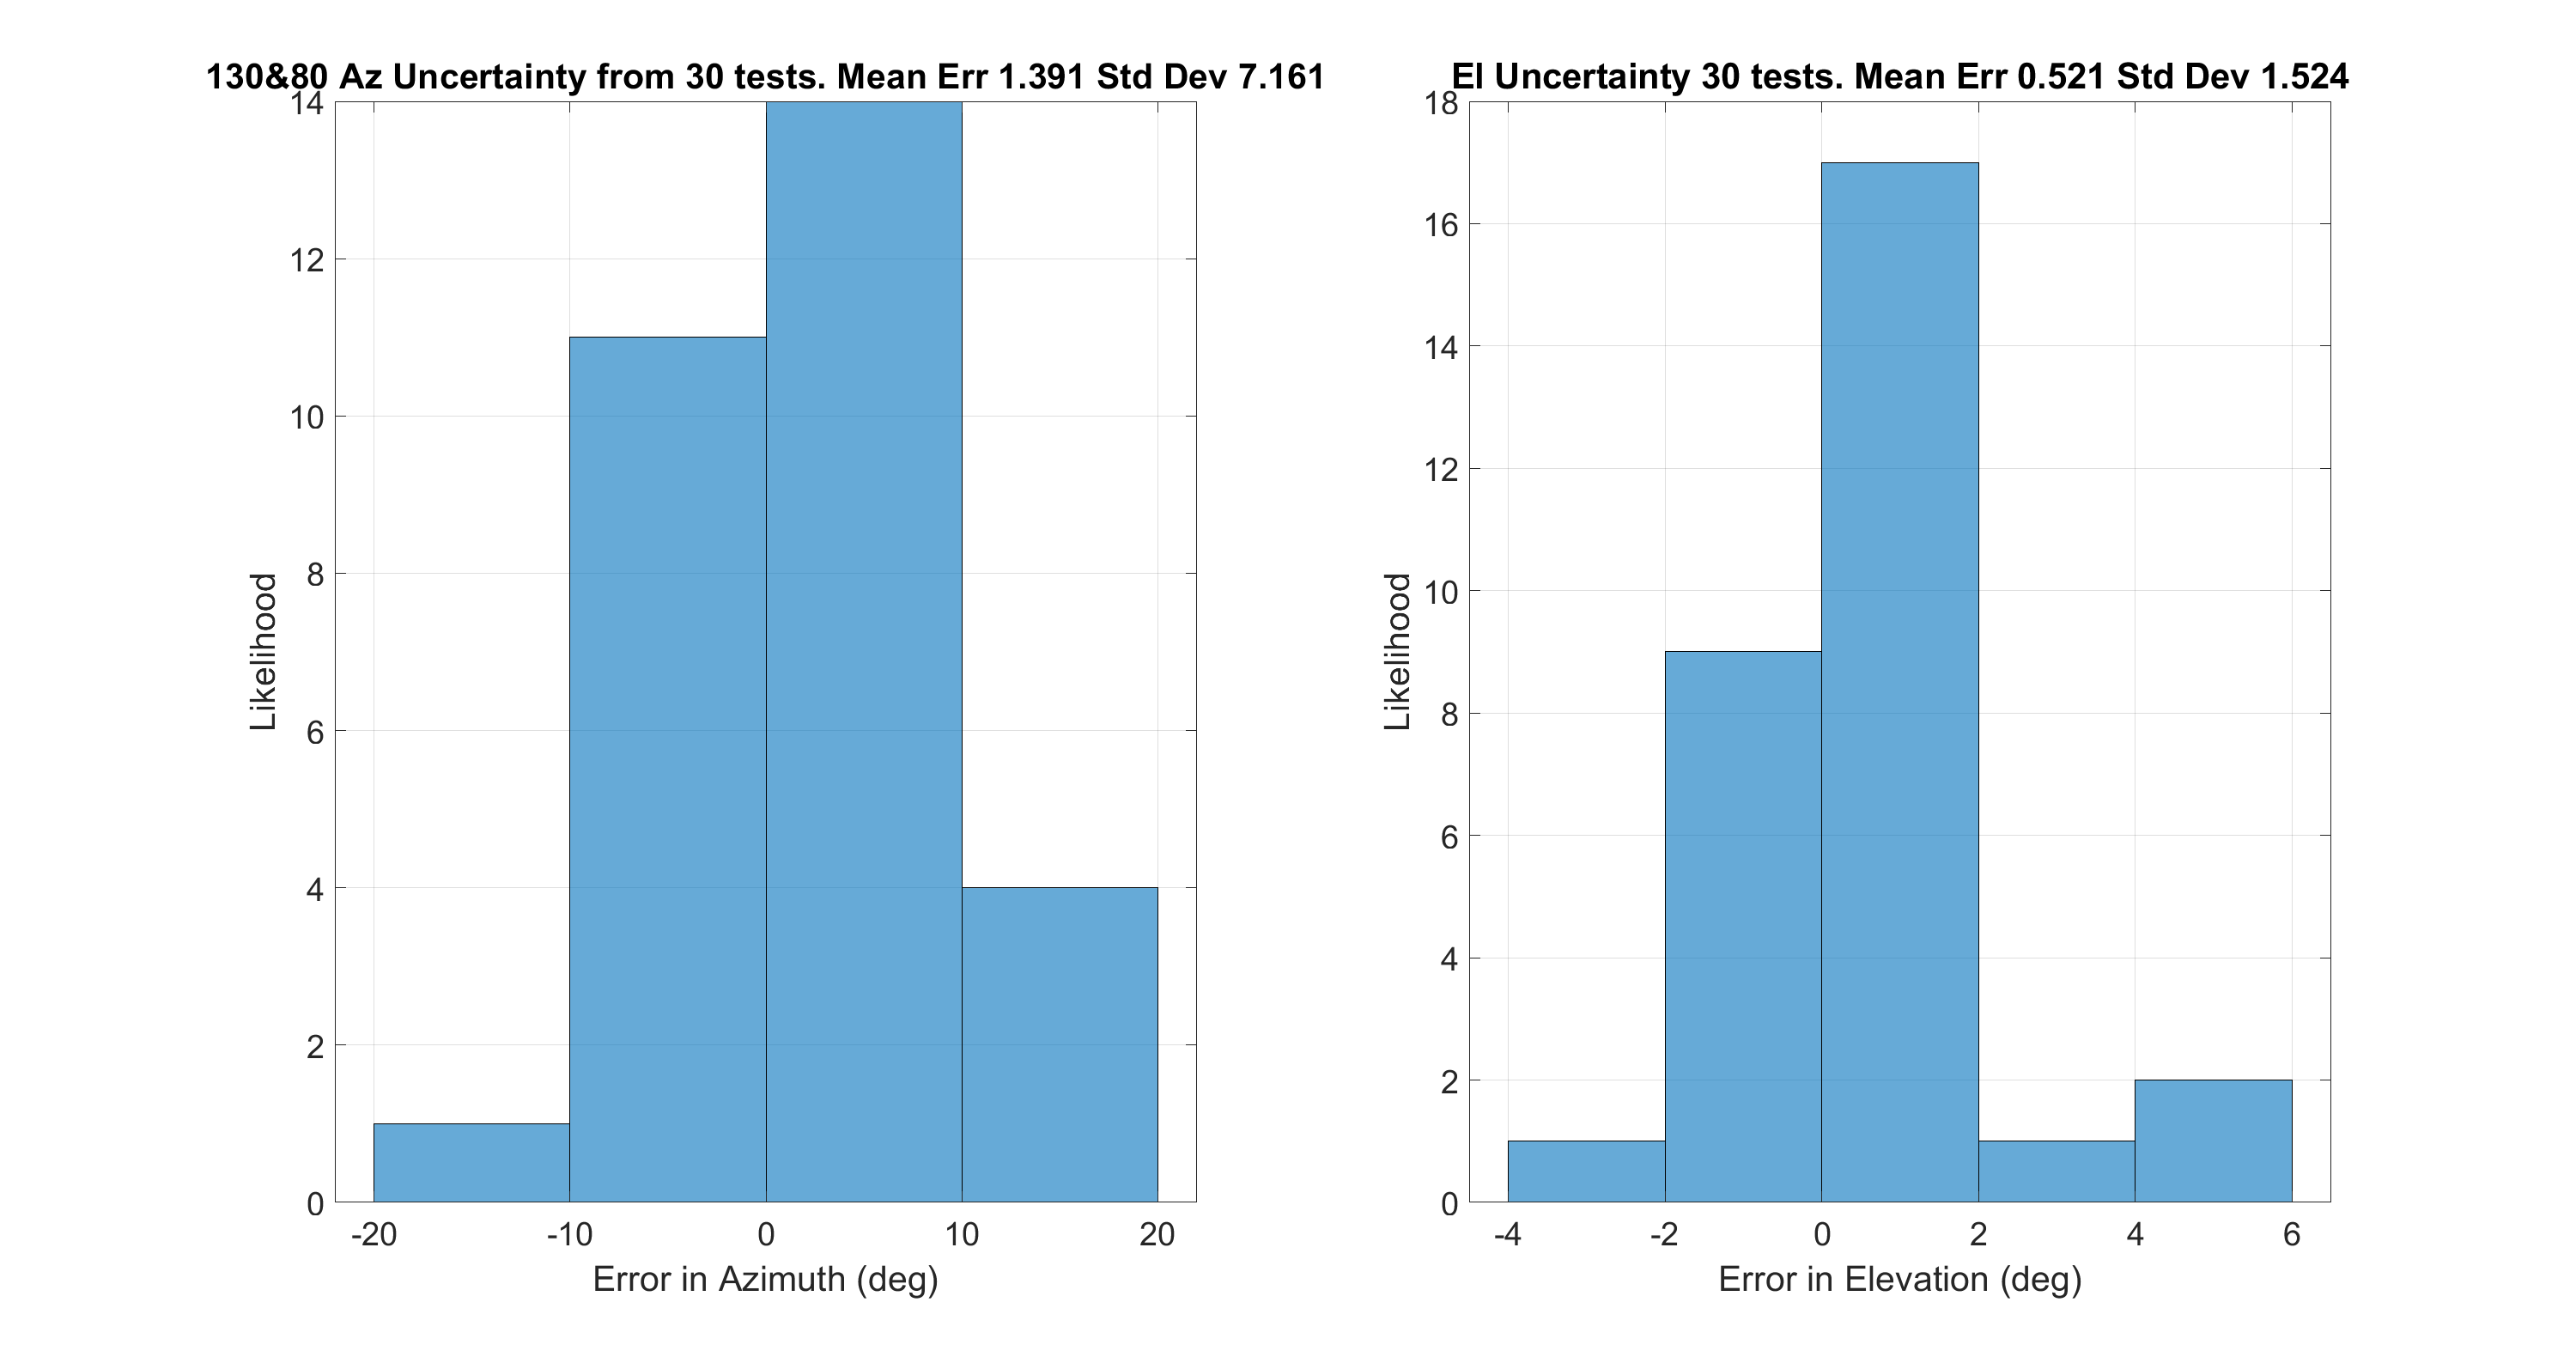 130&80 Az Uncertainty from 30 tests. Mean Err 1.391 Std Dev 7.161
14
12
10
8
6
4
2
0
Likelihood
-20 -10 0 10 20
Error in Azimuth (deg)
El Uncertainty 30 tests. Mean Err 0.521 Std Dev 1.524
18
16
14
12
10
8
6
4
2
0
Likelihood
-4 -2 0 2 4 6
Error in Elevation (deg)